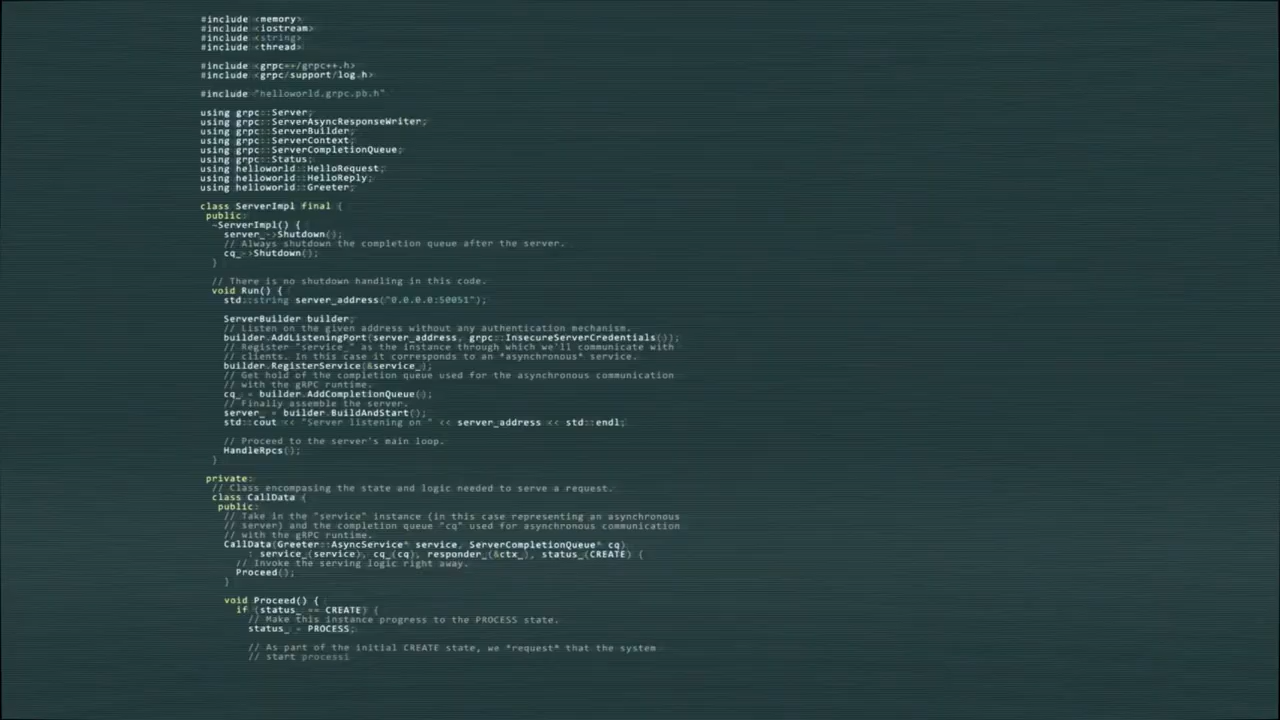 #include <memory>
#include <iostream>
#include <string>
#include <thread>
#include <grpc++/grpc++.h>
#include <grpc/support/log.h>
#include "helloworld.grpc.pb.h"
using grpc::Server;
using grpc::ServerAsyncResponseWriter;
using grpc::ServerBuilder;
using grpc::ServerContext;
using grpc::ServerCompletionQueue;
using grpc::Status;
using helloworld::HelloRequest;
using helloworld::HelloReply;
using helloworld::Greeter;
class ServerImpl final {
public:
~ServerImpl() {
server_->Shutdown();
// Always shutdown the completion queue after the server.
cq_->Shutdown();
}
// There is no shutdown handling in this code.
void Run() {
std::string server_address("0.0.0.0:50051");
ServerBuilder builder;
// Listen on the given address without any authentication mechanism.
builder.AddListeningPort(server_address, grpc::InsecureServerCredentials());
// Register "service_" as the instance through which we'll communicate with
// clients. In this case it corresponds to an *asynchronous* service.
builder.RegisterService(&service_);
// Get hold of the completion queue used for the asynchronous communication
// with the gRPC runtime.
cq_ = builder.AddCompletionQueue();
// Finally assemble the server.
server_ = builder.BuildAndStart();
std::cout << "Server listening on " << server_address << std::endl;
// Proceed to the server's main loop.
HandleRpcs();
}
private:
// Class encompasing the state and logic needed to serve a request.
class CallData {
public:
// Take in the "service" instance (in this case representing an asynchronous
// server) and the completion queue "cq" used for asynchronous communication
// with the gRPC runtime.
CallData(Greeter::AsyncService* service, ServerCompletionQueue* cq)
: service_(service), cq_(cq), responder_(&ctx_), status_(CREATE) {
// Invoke the serving logic right away.
Proceed();
}
void Proceed() {
if (status_ == CREATE) {
// Make this instance progress to the PROCESS state.
status_ = PROCESS;
// As part of the initial CREATE state, we *request* that the system
// start processi